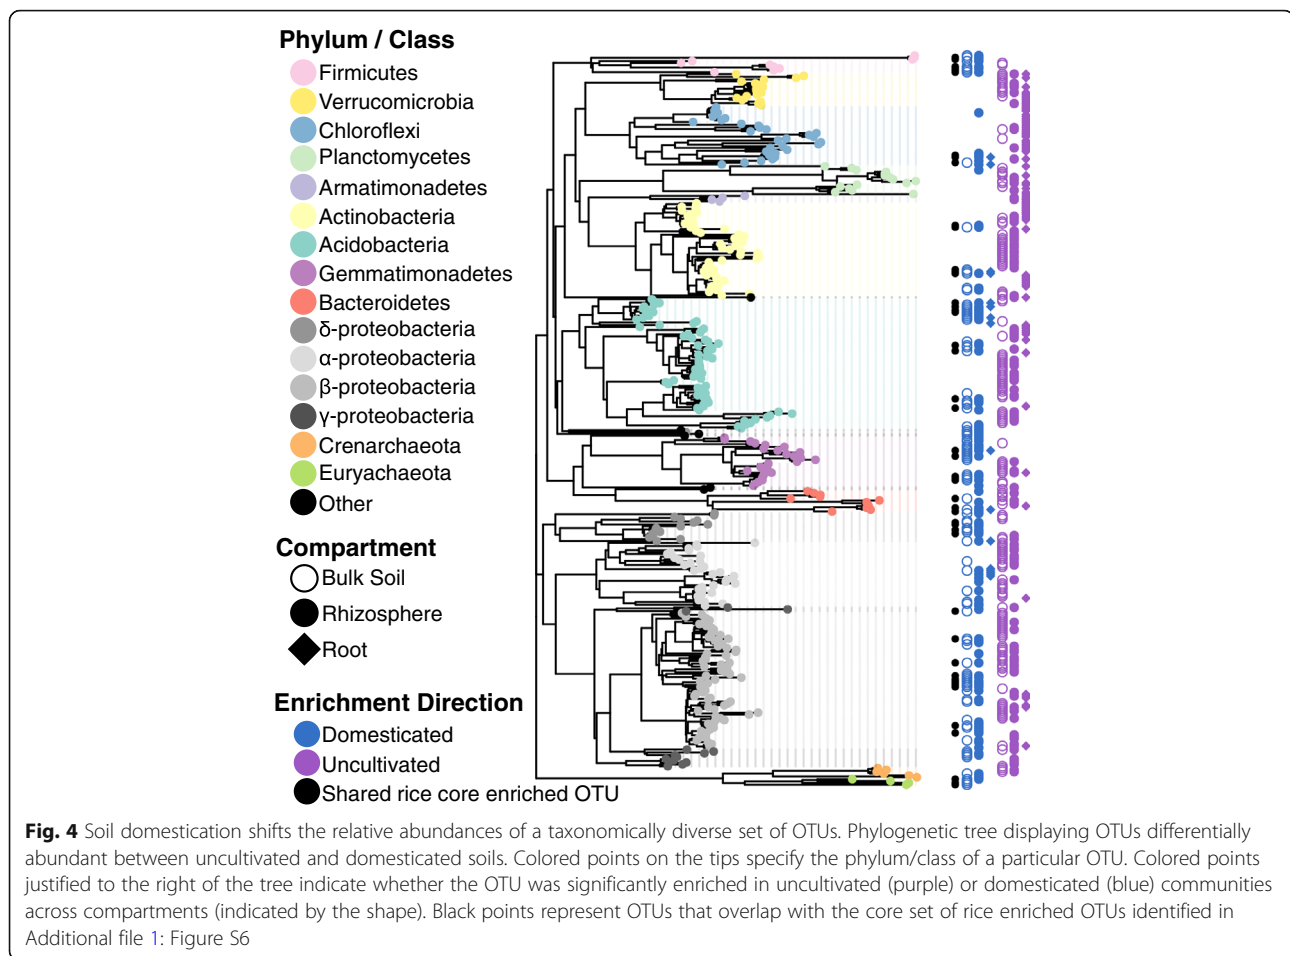 Phylum / Class
Firmicutes
Verrucomicrobia
Chloroflexi
Planctomycetes
Armatimonadetes
Actinobacteria
Acidobacteria
Gemmatimonadetes
Bacteroidetes
δ-proteobacteria
α-proteobacteria
β-proteobacteria
γ-proteobacteria
Crenarchaeota
Euryachaeota
Other
Compartment
Bulk Soil
Rhizosphere
Root
Enrichment Direction
Domesticated
Uncultivated
Shared rice core enriched OTU
Fig. 4 Soil domestication shifts the relative abundances of a taxonomically diverse set of OTUs. Phylogenetic tree displaying OTUs differentially
abundant between uncultivated and domesticated soils. Colored points on the tips specify the phylum/class of a particular OTU. Colored points
justified to the right of the tree indicate whether the OTU was significantly enriched in uncultivated (purple) or domesticated (blue) communities
across compartments (indicated by the shape). Black points represent OTUs that overlap with the core set of rice enriched OTUs identified in
Additional file 1: Figure S6